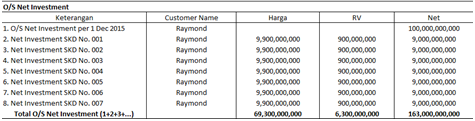 O/S Net Investment
Keterangan Customer Name Harga RV Net
1. O/S Net Investment per 1 Dec 2015 Raymond 100,000,000,000
2. Net Investment SKD No. 001 Raymond 9,900,000,000 900,000,000 9,000,000,000
3. Net Investment SKD No. 002 Raymond 9,900,000,000 900,000,000 9,000,000,000
4. Net Investment SKD No. 003 Raymond 9,900,000,000 900,000,000 9,000,000,000
5. Net Investment SKD No. 004 Raymond 9,900,000,000 900,000,000 9,000,000,000
6. Net Investment SKD No. 005 Raymond 9,900,000,000 900,000,000 9,000,000,000
7. Net Investment SKD No. 006 Raymond 9,900,000,000 900,000,000 9,000,000,000
8. Net Investment SKD No. 007 Raymond 9,900,000,000 900,000,000 9,000,000,000
Total O/S Net Investment (1+2+3+...) 69,300,000,000 6,300,000,000 163,000,000,000